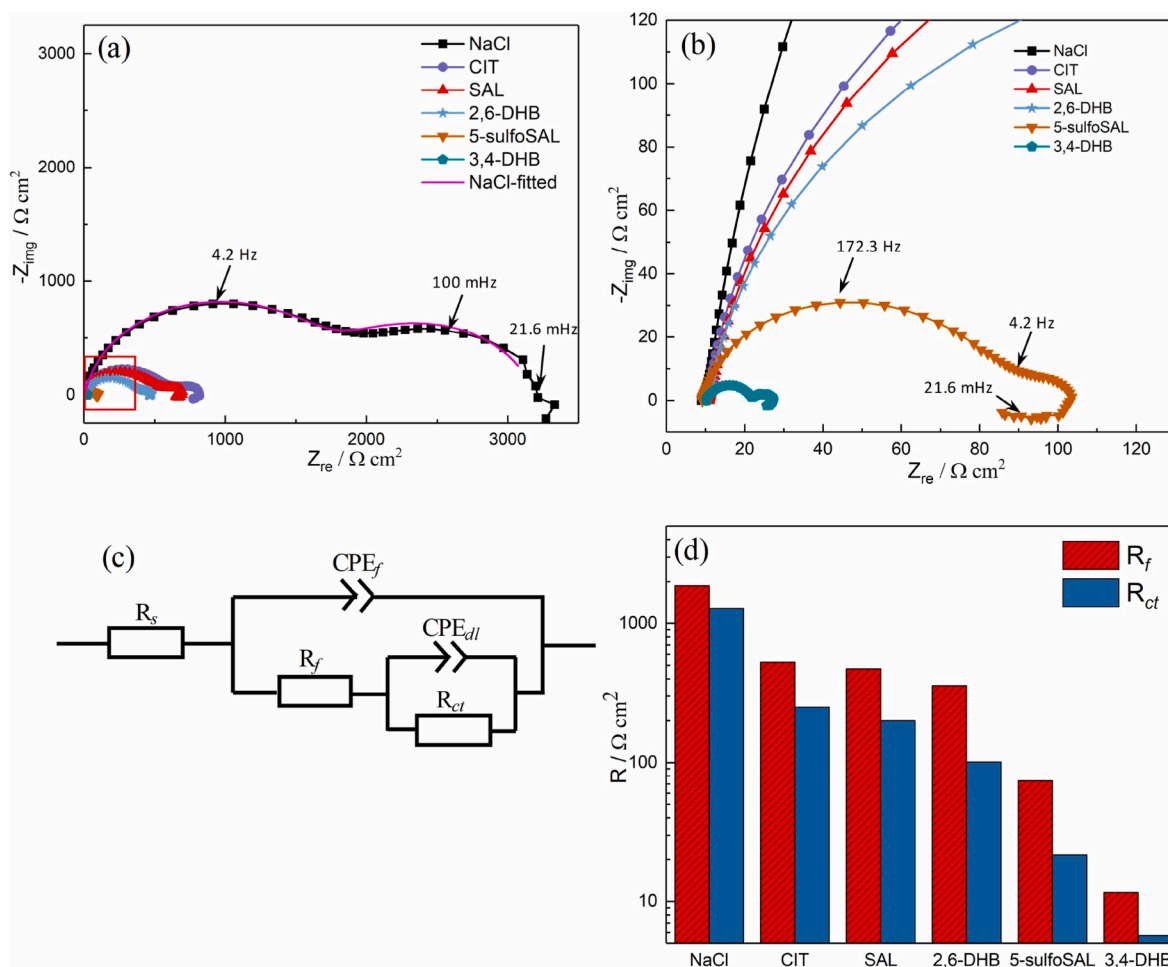 (a)
NaCl
CIT
SAL
2,6-DHB
5-sulfoSAL
3,4-DHB
NaCl-fitted
4.2 Hz
100 mHz
21.6 mHz
3000
2000
1000
0
-Z_img / Ω cm²
0 1000 2000 3000
Z_re / Ω cm²
(b)
NaCl
CIT
SAL
2,6-DHB
5-sulfoSAL
3,4-DHB
172.3 Hz
4.2 Hz
21.6 mHz
120
100
80
60
40
20
0
-Z_img / Ω cm²
0 20 40 60 80 100 120
Z_re / Ω cm²
(c)
CPE_f
R_s
CPE_dl
R_f
R_ct
(d)
R_f
R_ct
1000
100
10
R / Ω cm²
NaCl CIT SAL 2,6-DHB 5-sulfoSAL 3,4-DHB